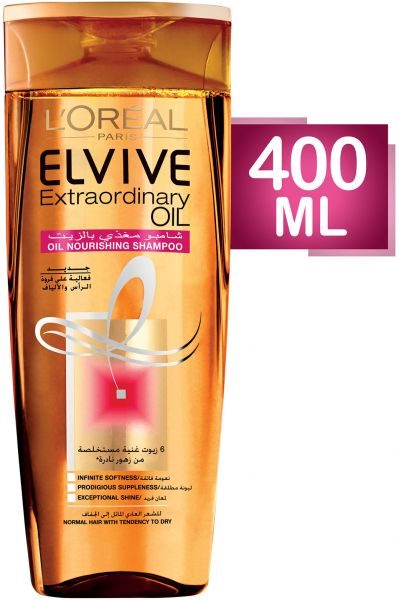 L'ORÉAL
PARIS
ELVIVE
Extraordinary
OIL
شامبو مغذي بالزيت
OIL NOURISHING SHAMPOO
جديد
فعالية على فروة
الرأس والألياف
6 زيوت غنية مستخلصة
من زهور نادرة*
INFINITE SOFTNESS/نعومة فائقة
PRODIGIOUS SUPPLENESS/ليونة مطلقة
EXCEPTIONAL SHINE/لمعان فريد
للشعر العادي المائل إلى الجفاف
NORMAL HAIR WITH TENDENCY TO DRY
400
ML